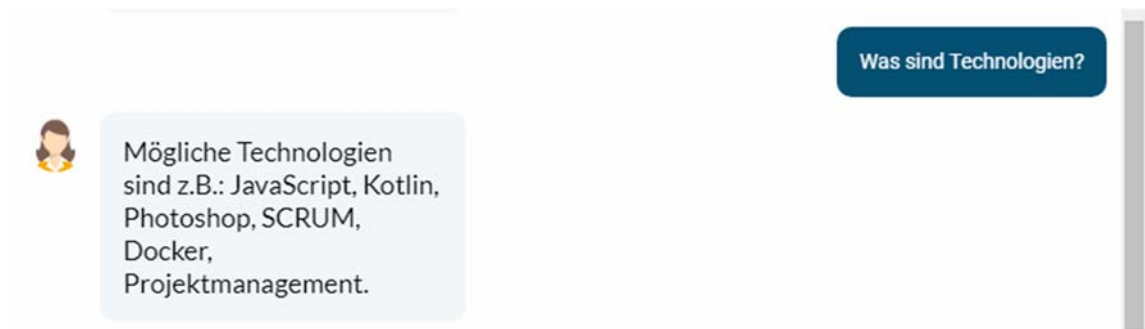 Was sind Technologien?
Mögliche Technologien
sind z.B.: JavaScript, Kotlin,
Photoshop, SCRUM,
Docker,
Projektmanagement.